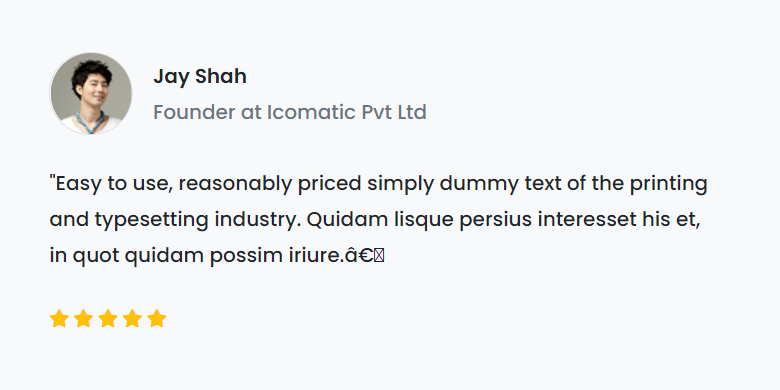 Jay Shah
Founder at Icomatic Pvt Ltd
"Easy to use, reasonably priced simply dummy text of the printing
and typesetting industry. Quidam lisque persius interesset his et,
in quot quidam possim iriure.â€